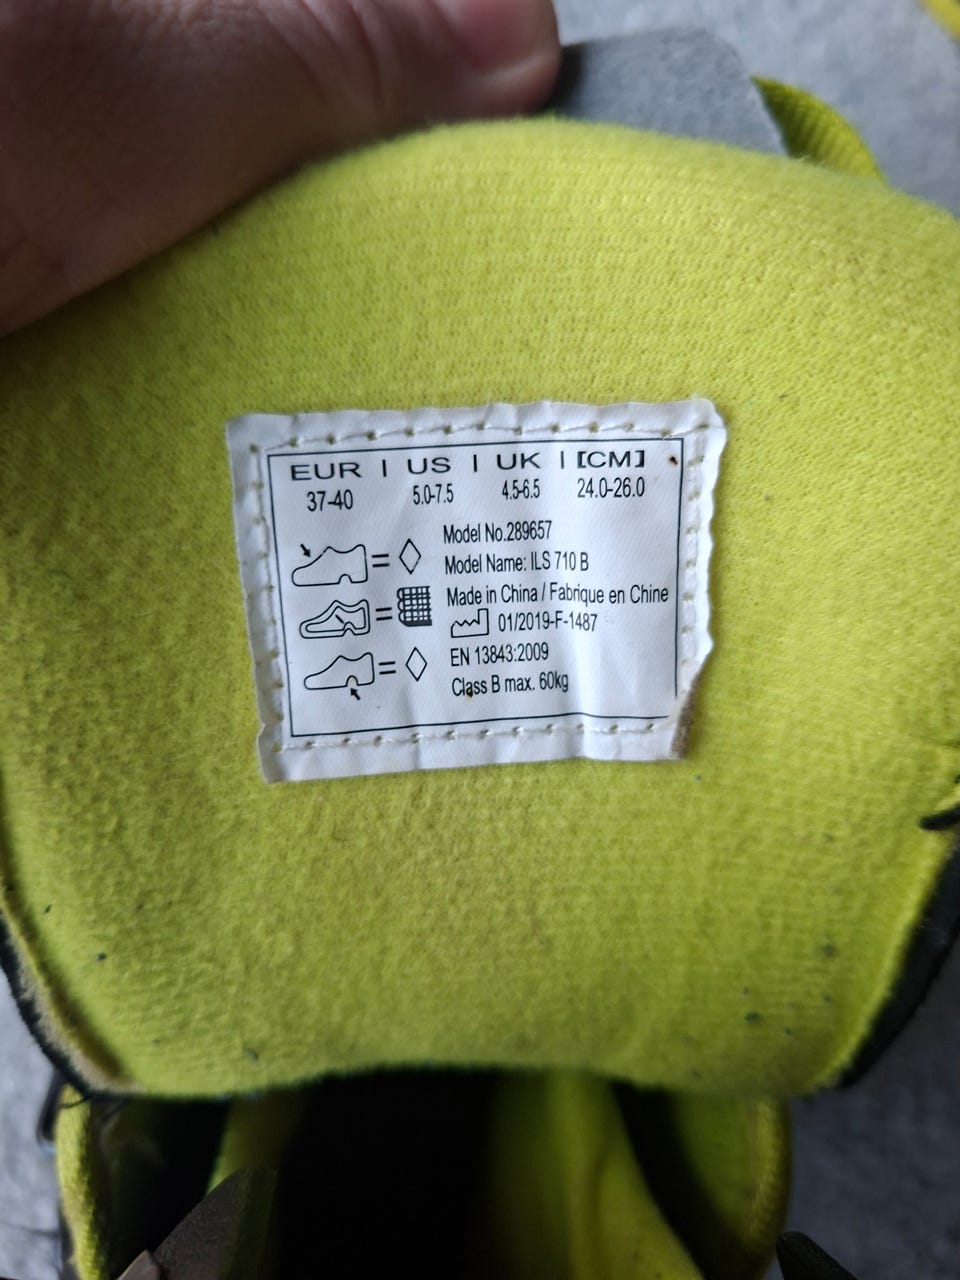 EUR | US | UK | [CM]
37-40 5.0-7.5 4.5-6.5 24.0-26.0
Model No.289657
Model Name: ILS 710 B
Made in China / Fabrique en Chine
01/2019-F-1487
EN 13843:2009
Class B max. 60kg